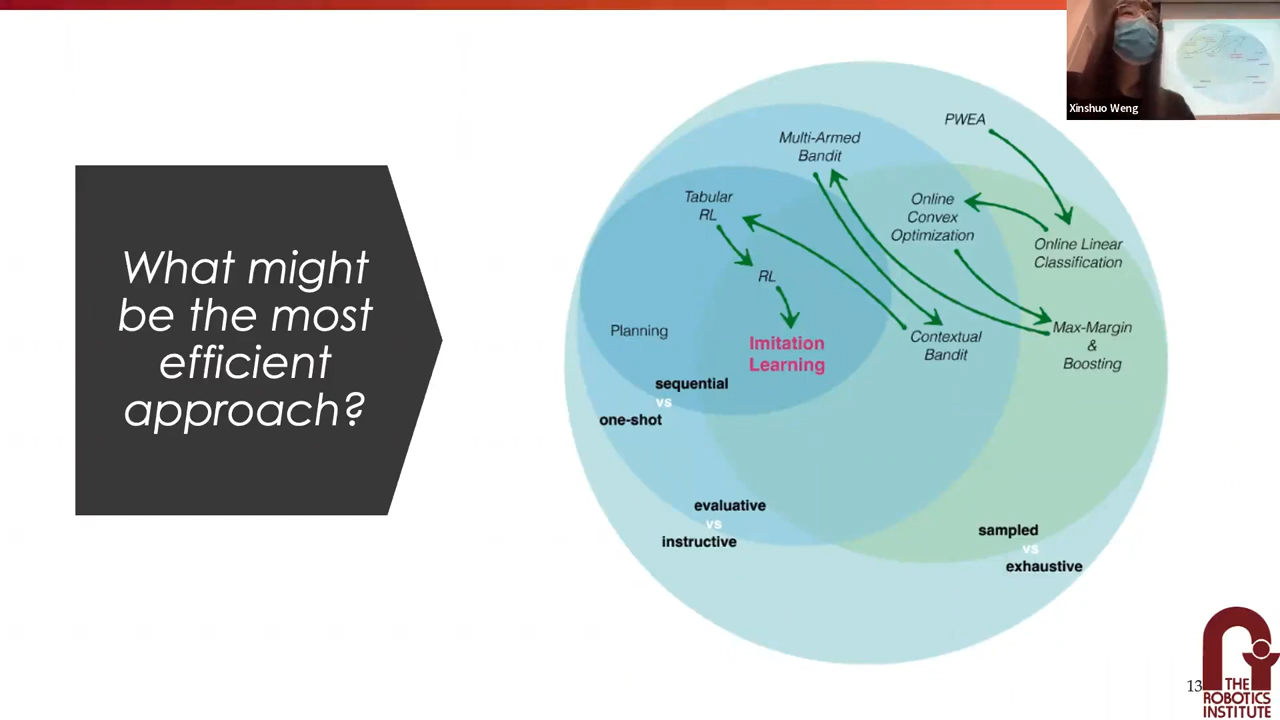 What might
be the most
efficient
approach?
Multi-Armed
Bandit
PWEA
Tabular
RL
Online
Convex
Optimization
Online Linear
Classification
RL
Planning
Imitation
Learning
Contextual
Bandit
Max-Margin
&
Boosting
sequential
vs
one-shot
evaluative
vs
instructive
sampled
vs
exhaustive
Xinshuo Weng
13
THE
ROBOTICS
INSTITUTE